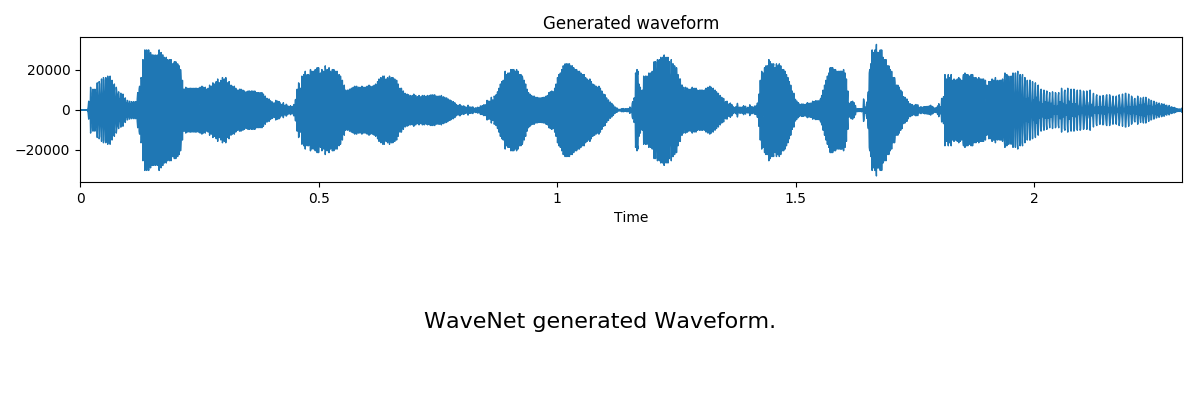 Generated waveform
20000
0
−20000
0 0.5 1 1.5 2
Time
WaveNet generated Waveform.